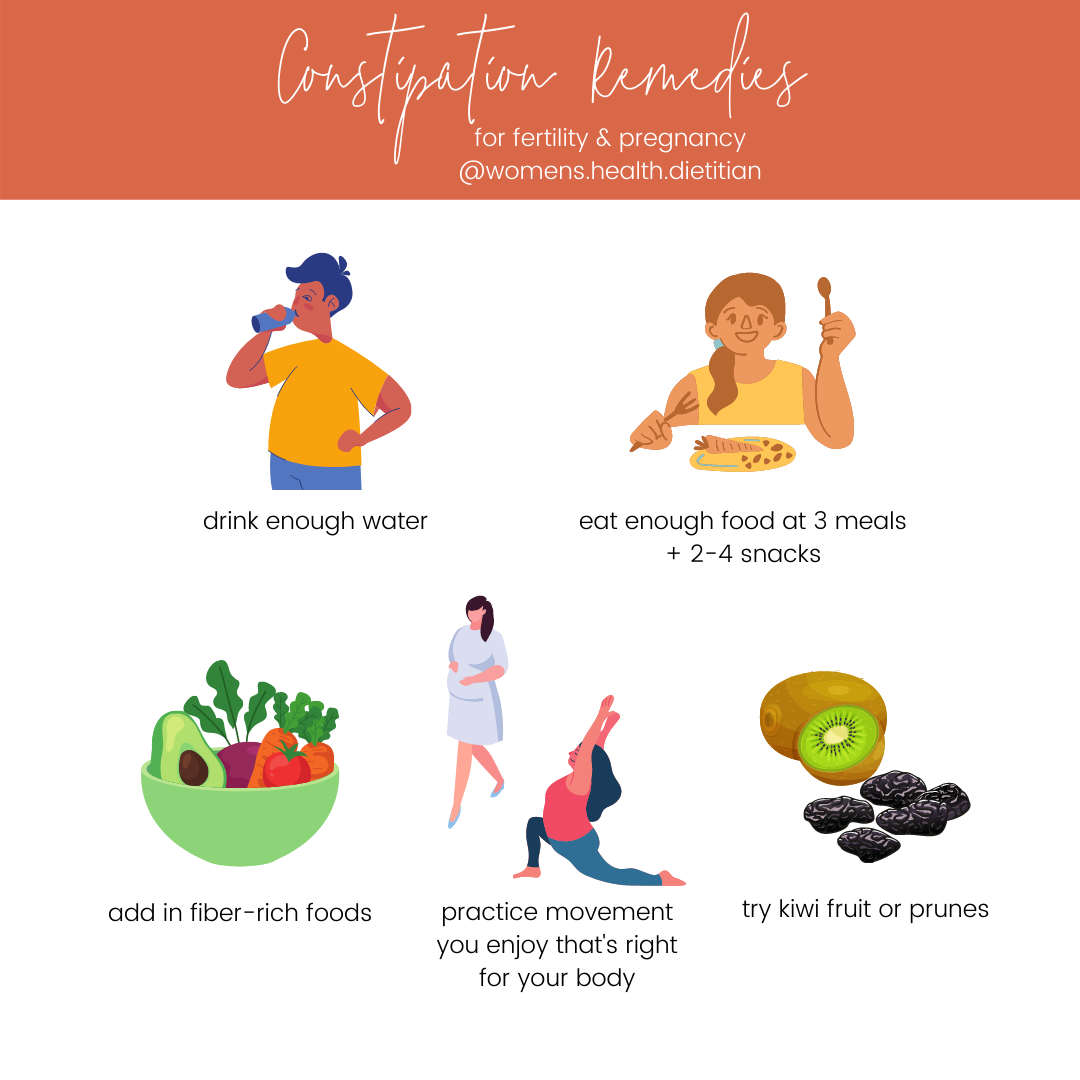 Constipation Remedies
for fertility & pregnancy
@womens.health.dietitian
drink enough water
eat enough food at 3 meals
+ 2-4 snacks
add in fiber-rich foods
practice movement
you enjoy that's right
for your body
try kiwi fruit or prunes